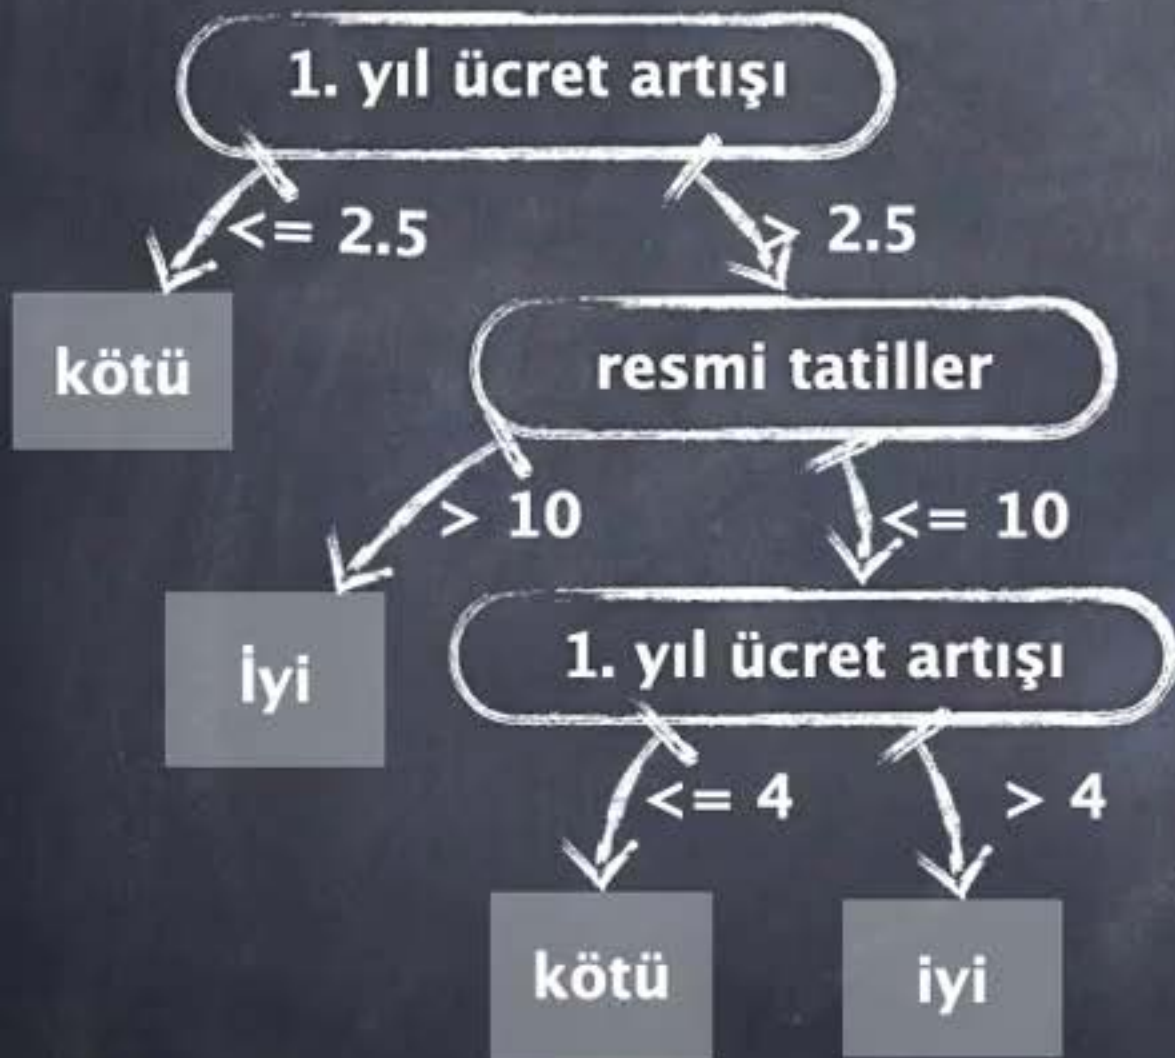 1. yıl ücret artışı
<= 2.5
> 2.5
kötü
resmi tatiller
> 10
<= 10
İyi
1. yıl ücret artışı
<= 4
> 4
kötü
iyi